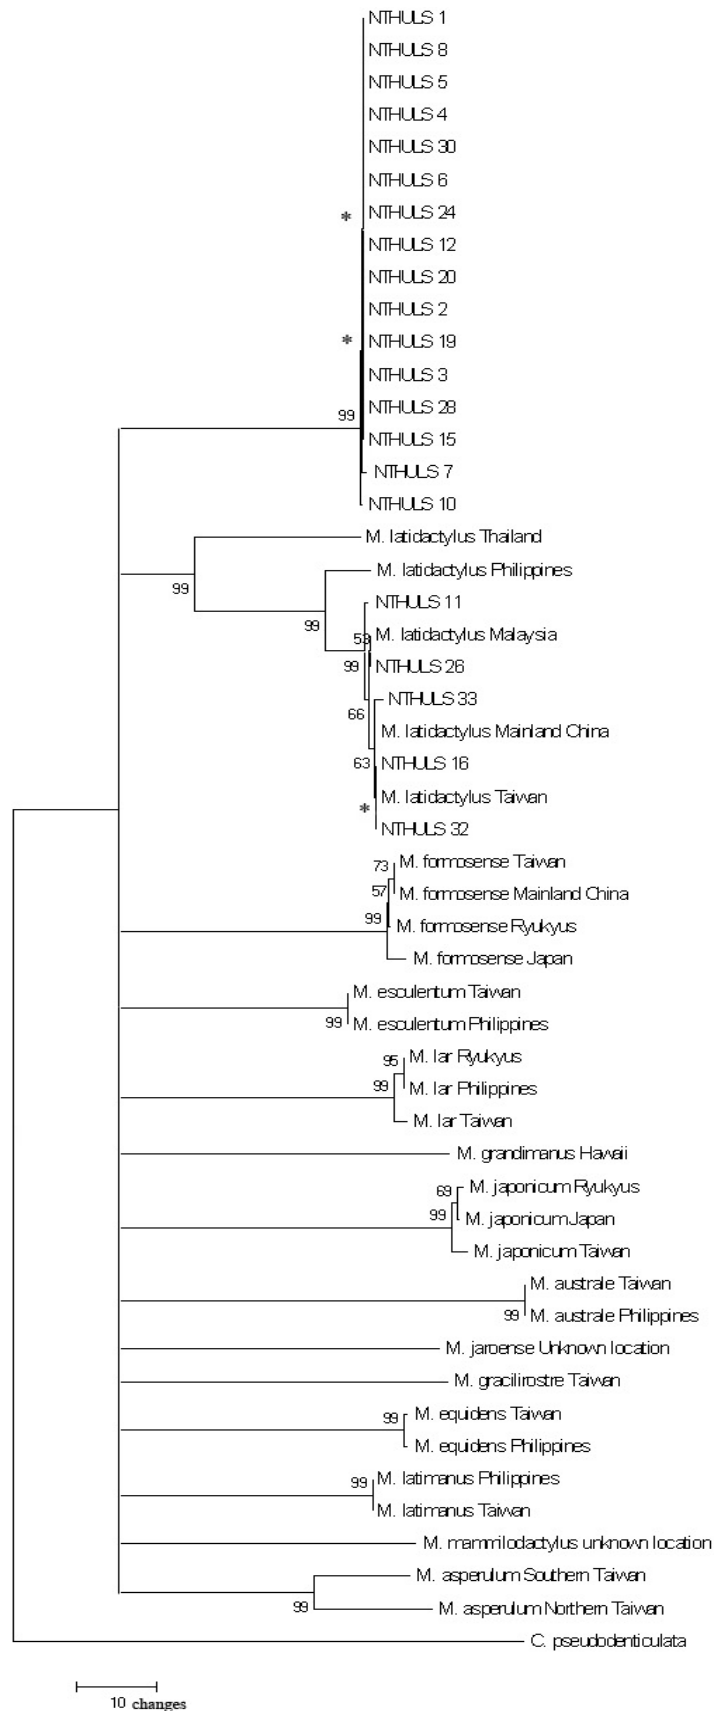 NTHULS 1
NTHULS 8
NTHULS 5
NTHULS 4
NTHULS 30
NTHULS 6
*
NTHULS 24
NTHULS 12
NTHULS 20
NTHULS 2
*
NTHULS 19
NTHULS 3
NTHULS 28
99
NTHULS 15
NTHULS 7
NTHULS 10
M. latidactylus Thailand
M. latidactylus Philippines
99
NTHULS 11
99
53
M. latidactylus Malaysia
99
NTHULS 26
NTHULS 33
66
M. latidactylus Mainland China
63
NTHULS 16
M. latidactylus Taiwan
*
NTHULS 32
73
M. formosense Taiwan
57
M. formosense Mainland China
99
M. formosense Ryukyus
M. formosense Japan
M. esculentum Taiwan
99
M. esculentum Philippines
95
M. lar Ryukyus
99
M. lar Philippines
M. lar Taiwan
M. grandimanus Hawaii
69
M. japonicum Ryukyus
99
M. japonicum Japan
M. japonicum Taiwan
M. australe Taiwan
99
M. australe Philippines
M. jaroense Unknown location
M. gracilirostre Taiwan
99
M. equidens Taiwan
M. equidens Philippines
99
M. latimanus Philippines
M. latimanus Taiwan
M. mammilodactylus unknown location
M. asperulum Southern Taiwan
99
M. asperulum Northern Taiwan
C. pseudodenticulata
10 changes